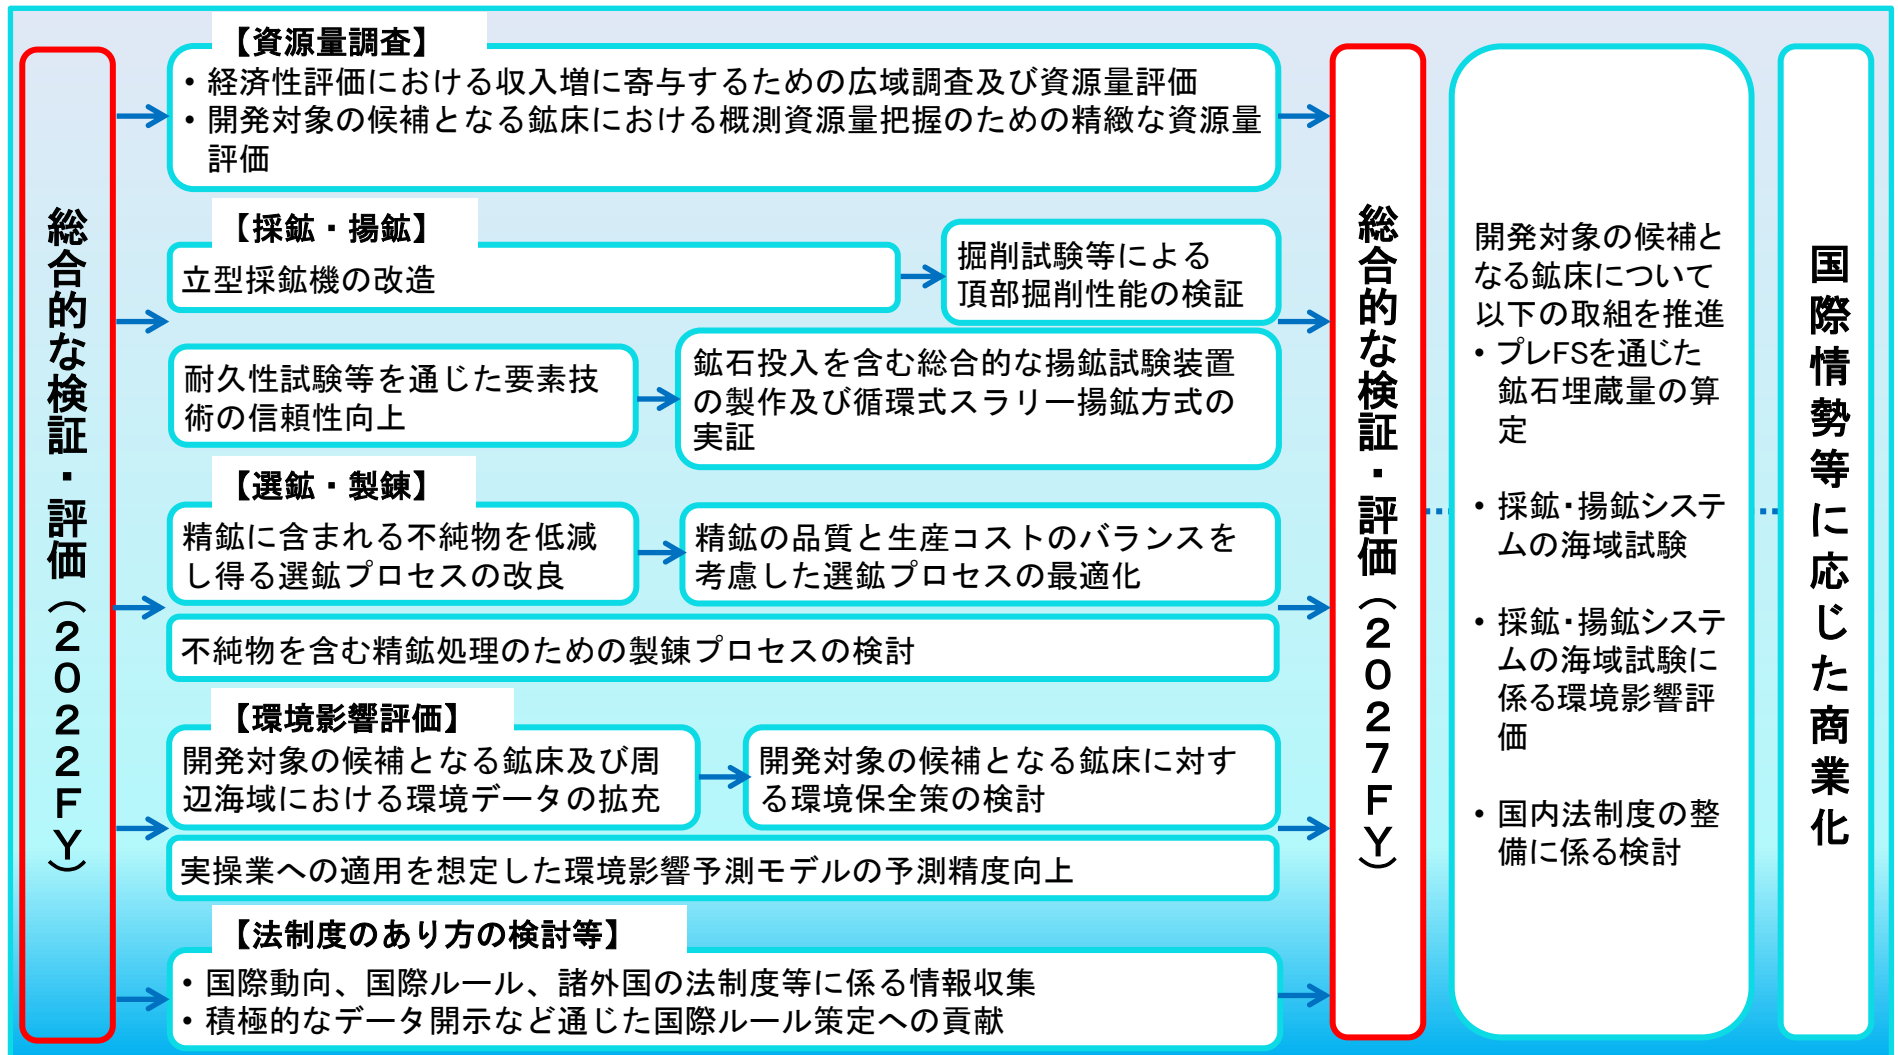 総合的な検証・評価（２０２２ＦＹ）
【資源量調査】
• 経済性評価における収入増に寄与するための広域調査及び資源量評価
• 開発対象の候補となる鉱床における概測資源量把握のための精緻な資源量
評価
【採鉱・揚鉱】
立型採鉱機の改造
掘削試験等による
頂部掘削性能の検証
耐久性試験等を通じた要素技
術の信頼性向上
鉱石投入を含む総合的な揚鉱試験装置
の製作及び循環式スラリー揚鉱方式の
実証
【選鉱・製錬】
精鉱に含まれる不純物を低減
し得る選鉱プロセスの改良
精鉱の品質と生産コストのバランスを
考慮した選鉱プロセスの最適化
不純物を含む精鉱処理のための製錬プロセスの検討
【環境影響評価】
開発対象の候補となる鉱床及び周
辺海域における環境データの拡充
開発対象の候補となる鉱床に対す
る環境保全策の検討
実操業への適用を想定した環境影響予測モデルの予測精度向上
【法制度のあり方の検討等】
• 国際動向、国際ルール、諸外国の法制度等に係る情報収集
• 積極的なデータ開示など通じた国際ルール策定への貢献
総合的な検証・評価（２０２７ＦＹ）
開発対象の候補と
なる鉱床について
以下の取組を推進
• プレFSを通じた
鉱石埋蔵量の算
定
• 採鉱・揚鉱システ
ムの海域試験
• 採鉱・揚鉱システ
ムの海域試験に
係る環境影響評
価
• 国内法制度の整
備に係る検討
国際情勢等に応じた商業化